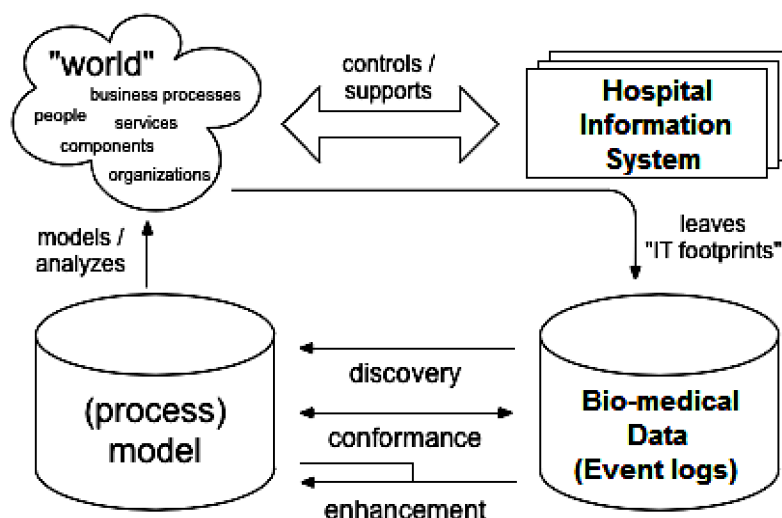 "world"
business processes
people
services
components
organizations
controls /
supports
Hospital
Information
System
leaves
"IT footprints"
models /
analyzes
(process)
model
discovery
conformance
enhancement
Bio-medical
Data
(Event logs)